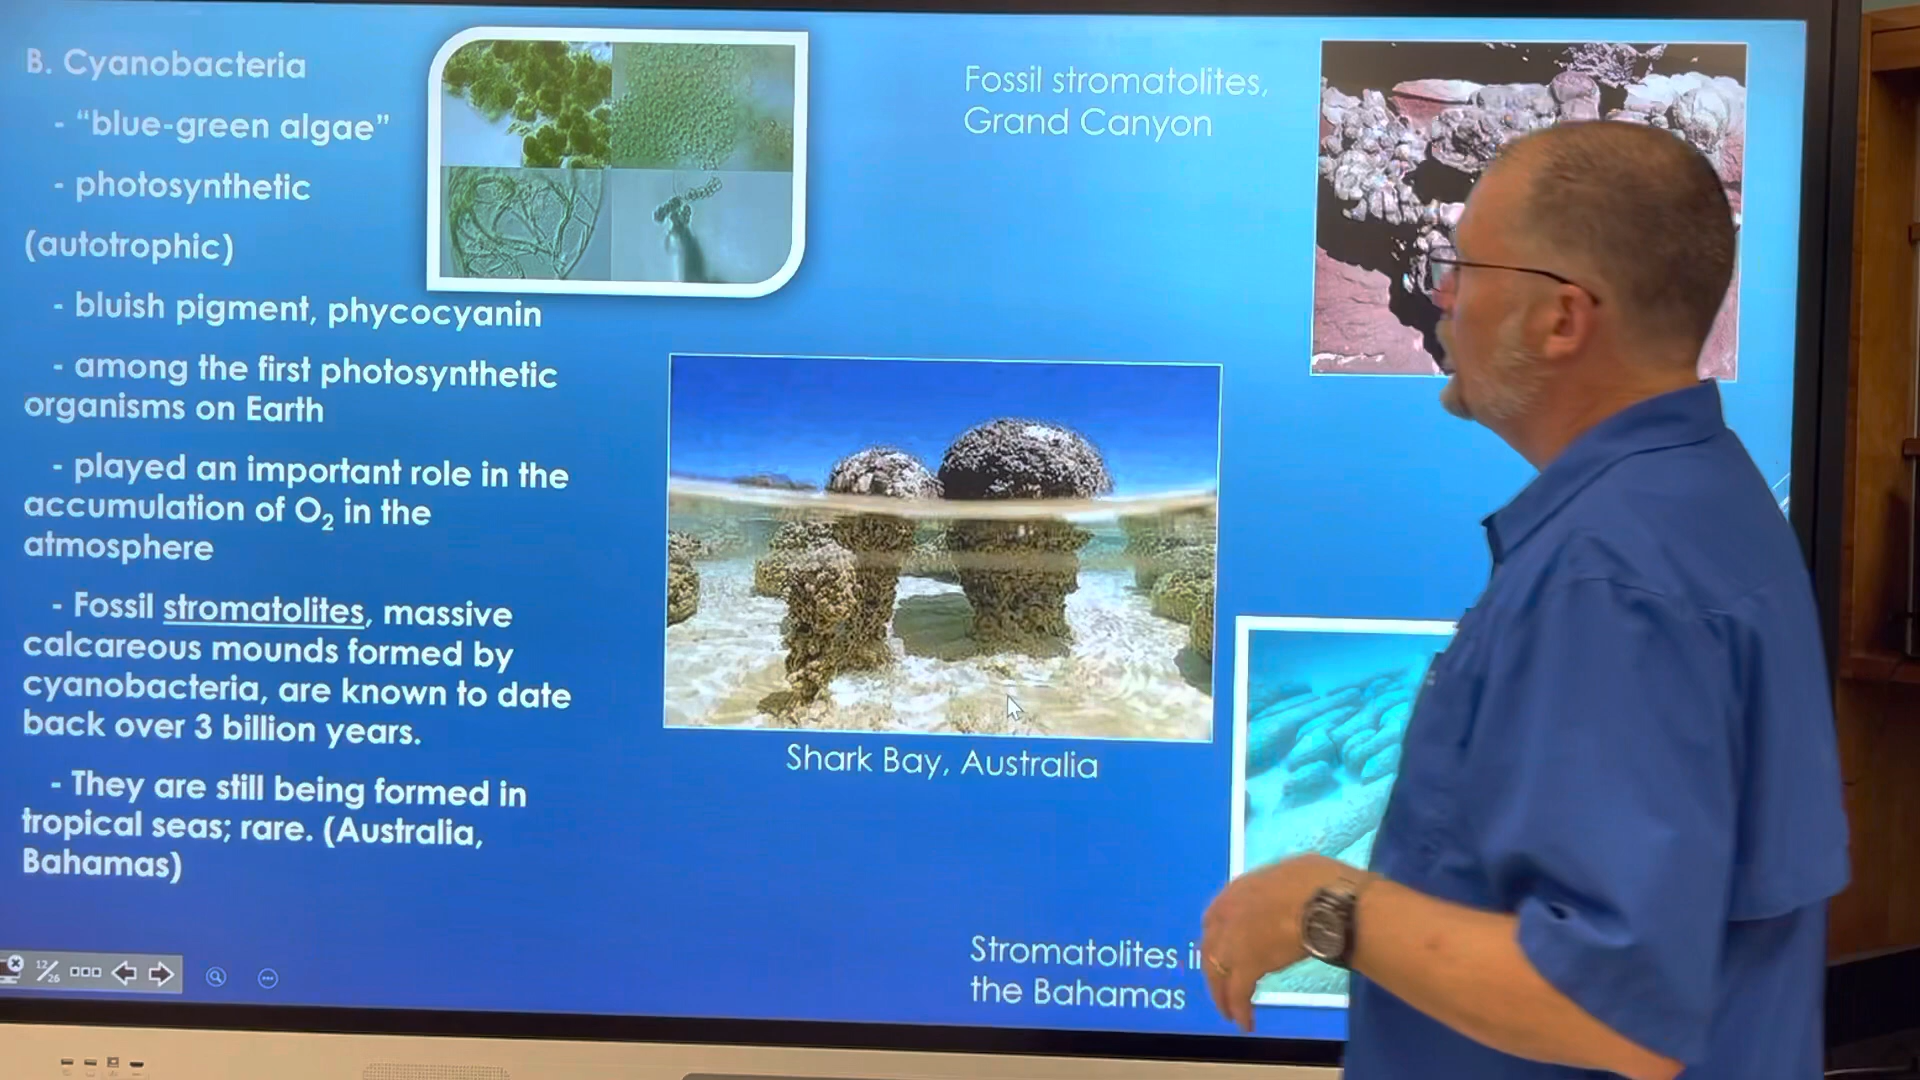 B. Cyanobacteria
- “blue-green algae”
- photosynthetic
(autotrophic)
- bluish pigment, phycocyanin
- among the first photosynthetic
organisms on Earth
- played an important role in the
accumulation of O₂ in the
atmosphere
- Fossil stromatolites, massive
calcareous mounds formed by
cyanobacteria, are known to date
back over 3 billion years.
- They are still being formed in
tropical seas; rare. (Australia,
Bahamas)
Fossil stromatolites,
Grand Canyon
Shark Bay, Australia
Stromatolites in
the Bahamas
12/26